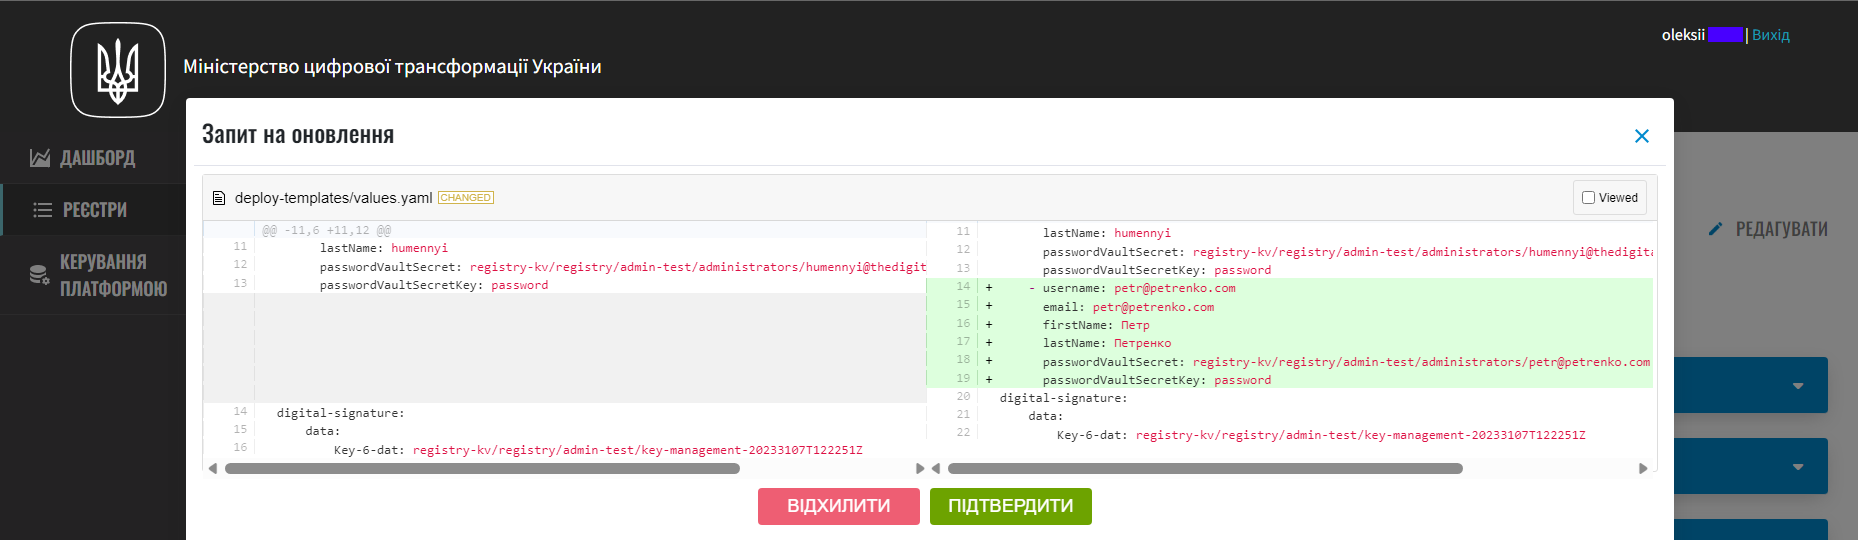 oleksii | Вихід
Міністерство цифрової трансформації України
Запит на оновлення
ДАШБОРД
РЕЄСТРИ
КЕРУВАННЯ
ПЛАТФОРМОЮ
РЕДАГУВАТИ
deploy-templates/values.yaml CHANGED
Viewed
@@ -11,6 +11,12 @@
11 lastName: humennyi
12 passwordVaultSecret: registry-kv/registry/admin-test/administrators/humennyi@thedigit
13 passwordVaultSecretKey: password
14 digital-signature:
15 data:
16 Key-6-dat: registry-kv/registry/admin-test/key-management-20233107T122251Z
11 lastName: humennyi
12 passwordVaultSecret: registry-kv/registry/admin-test/administrators/humennyi@thedigita
13 passwordVaultSecretKey: password
14 + - username: petr@petrenko.com
15 + email: petr@petrenko.com
16 + firstName: Петр
17 + lastName: Петренко
18 + passwordVaultSecret: registry-kv/registry/admin-test/administrators/petr@petrenko.com
19 + passwordVaultSecretKey: password
20 digital-signature:
21 data:
22 Key-6-dat: registry-kv/registry/admin-test/key-management-20233107T122251Z
ВІДХИЛИТИ
ПІДТВЕРДИТИ